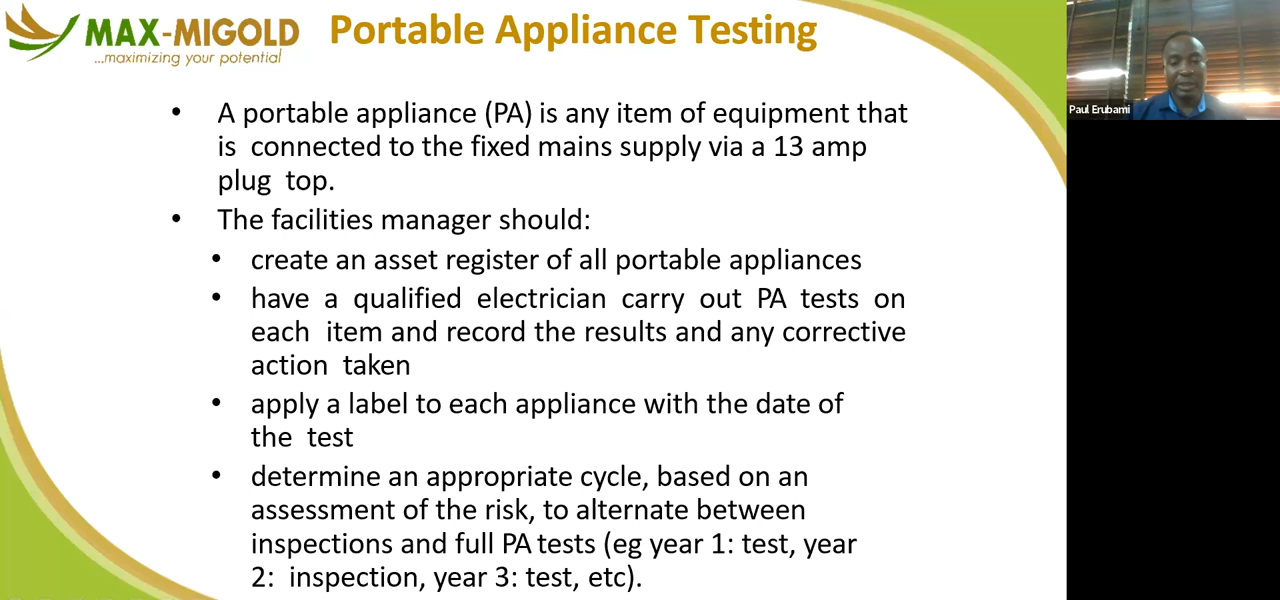 MAX-MIGOLD
...maximizing your potential
Portable Appliance Testing
Paul Erubami
• A portable appliance (PA) is any item of equipment that
is connected to the fixed mains supply via a 13 amp
plug top.
• The facilities manager should:
• create an asset register of all portable appliances
• have a qualified electrician carry out PA tests on
each item and record the results and any corrective
action taken
• apply a label to each appliance with the date of
the test
• determine an appropriate cycle, based on an
assessment of the risk, to alternate between
inspections and full PA tests (eg year 1: test, year
2: inspection, year 3: test, etc).